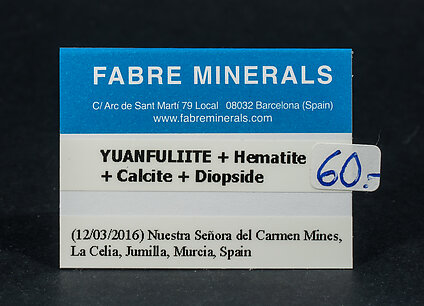 FABRE MINERALS
C/ Arc de Sant Martí 79 Local 08032 Barcelona (Spain)
www.fabreminerals.com
YUANFULIITE + Hematite
+ Calcite + Diopside
60.-
(12/03/2016) Nuestra Señora del Carmen Mines,
La Celia, Jumilla, Murcia, Spain